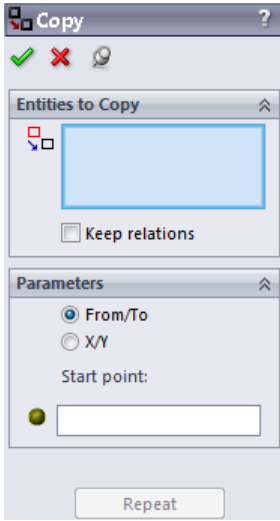 Copy ?
Entities to Copy
Keep relations
Parameters
From/To
X/Y
Start point:
Repeat